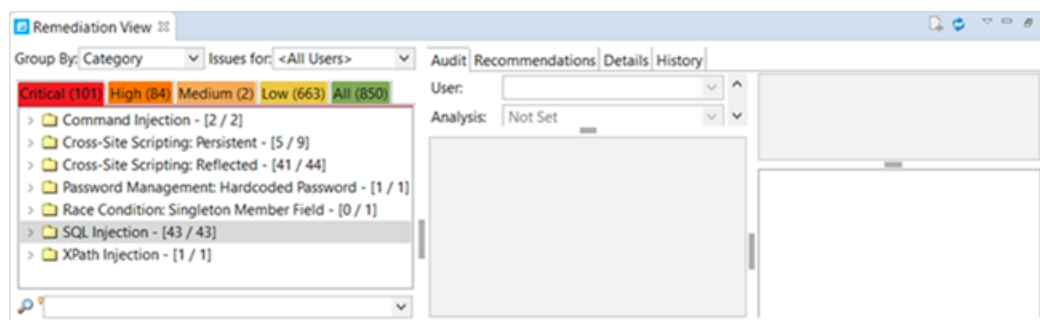 Remediation View
Group By: Category Issues for: <All Users>
Critical (101) High (84) Medium (2) Low (663) All (850)
Command Injection - [2 / 2]
Cross-Site Scripting: Persistent - [5 / 9]
Cross-Site Scripting: Reflected - [41 / 44]
Password Management: Hardcoded Password - [1 / 1]
Race Condition: Singleton Member Field - [0 / 1]
SQL Injection - [43 / 43]
XPath Injection - [1 / 1]
Audit Recommendations Details History
User:
Analysis: Not Set